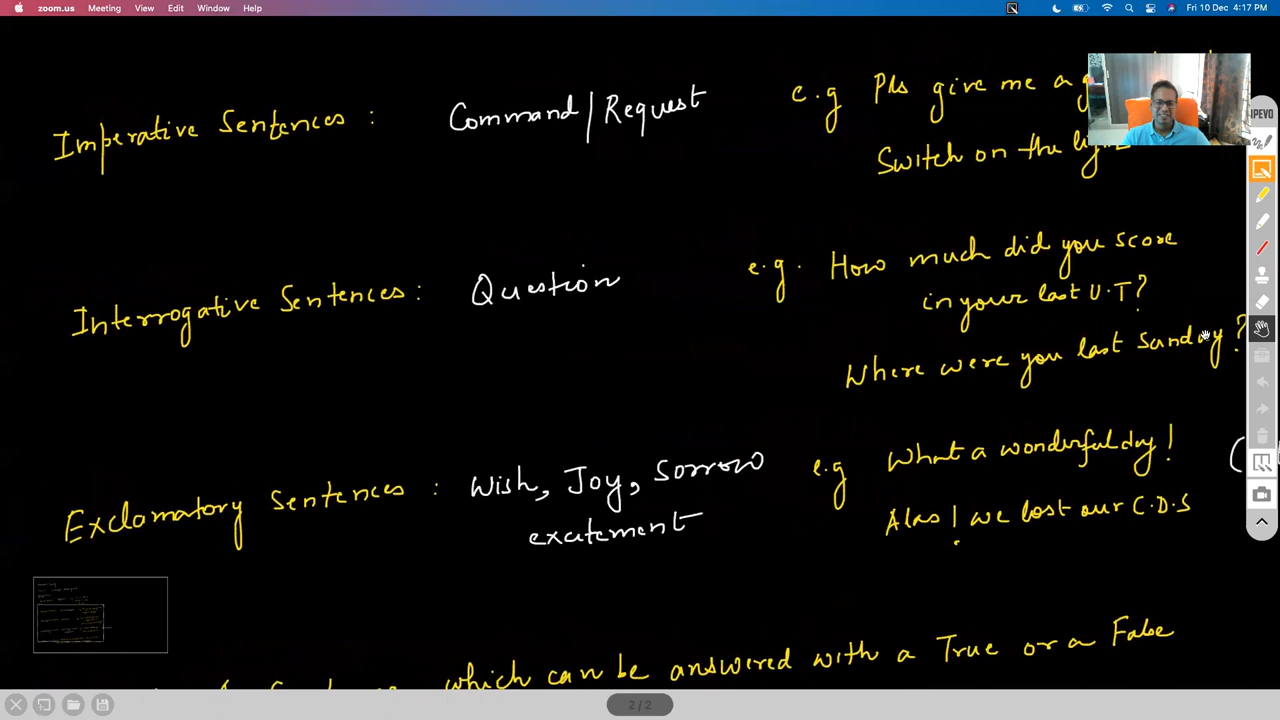 zoom.us Meeting View Edit Window Help
Fri 10 Dec 4:17 PM
Imperative Sentences : Command/Request e.g Pls give me a
Switch on the
IPEVO
Interrogative Sentences : Question e.g. How much did you score
in your last U.T?
Where were you last Sunday?
Exclamatory Sentences : Wish, Joy, Sorrow e.g What a wonderful day!
excitement Alas! we lost our C.D.S
which can be answered with a True or a False
2/2